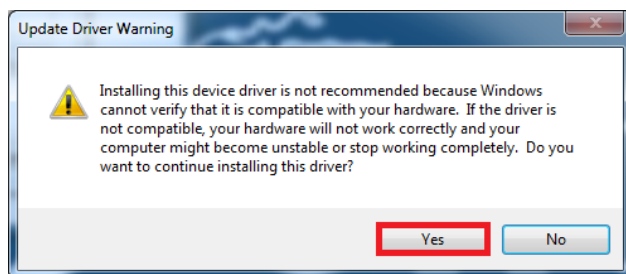 Update Driver Warning
Installing this device driver is not recommended because Windows
cannot verify that it is compatible with your hardware.  If the driver is
not compatible, your hardware will not work correctly and your
computer might become unstable or stop working completely.  Do you
want to continue installing this driver?
Yes No